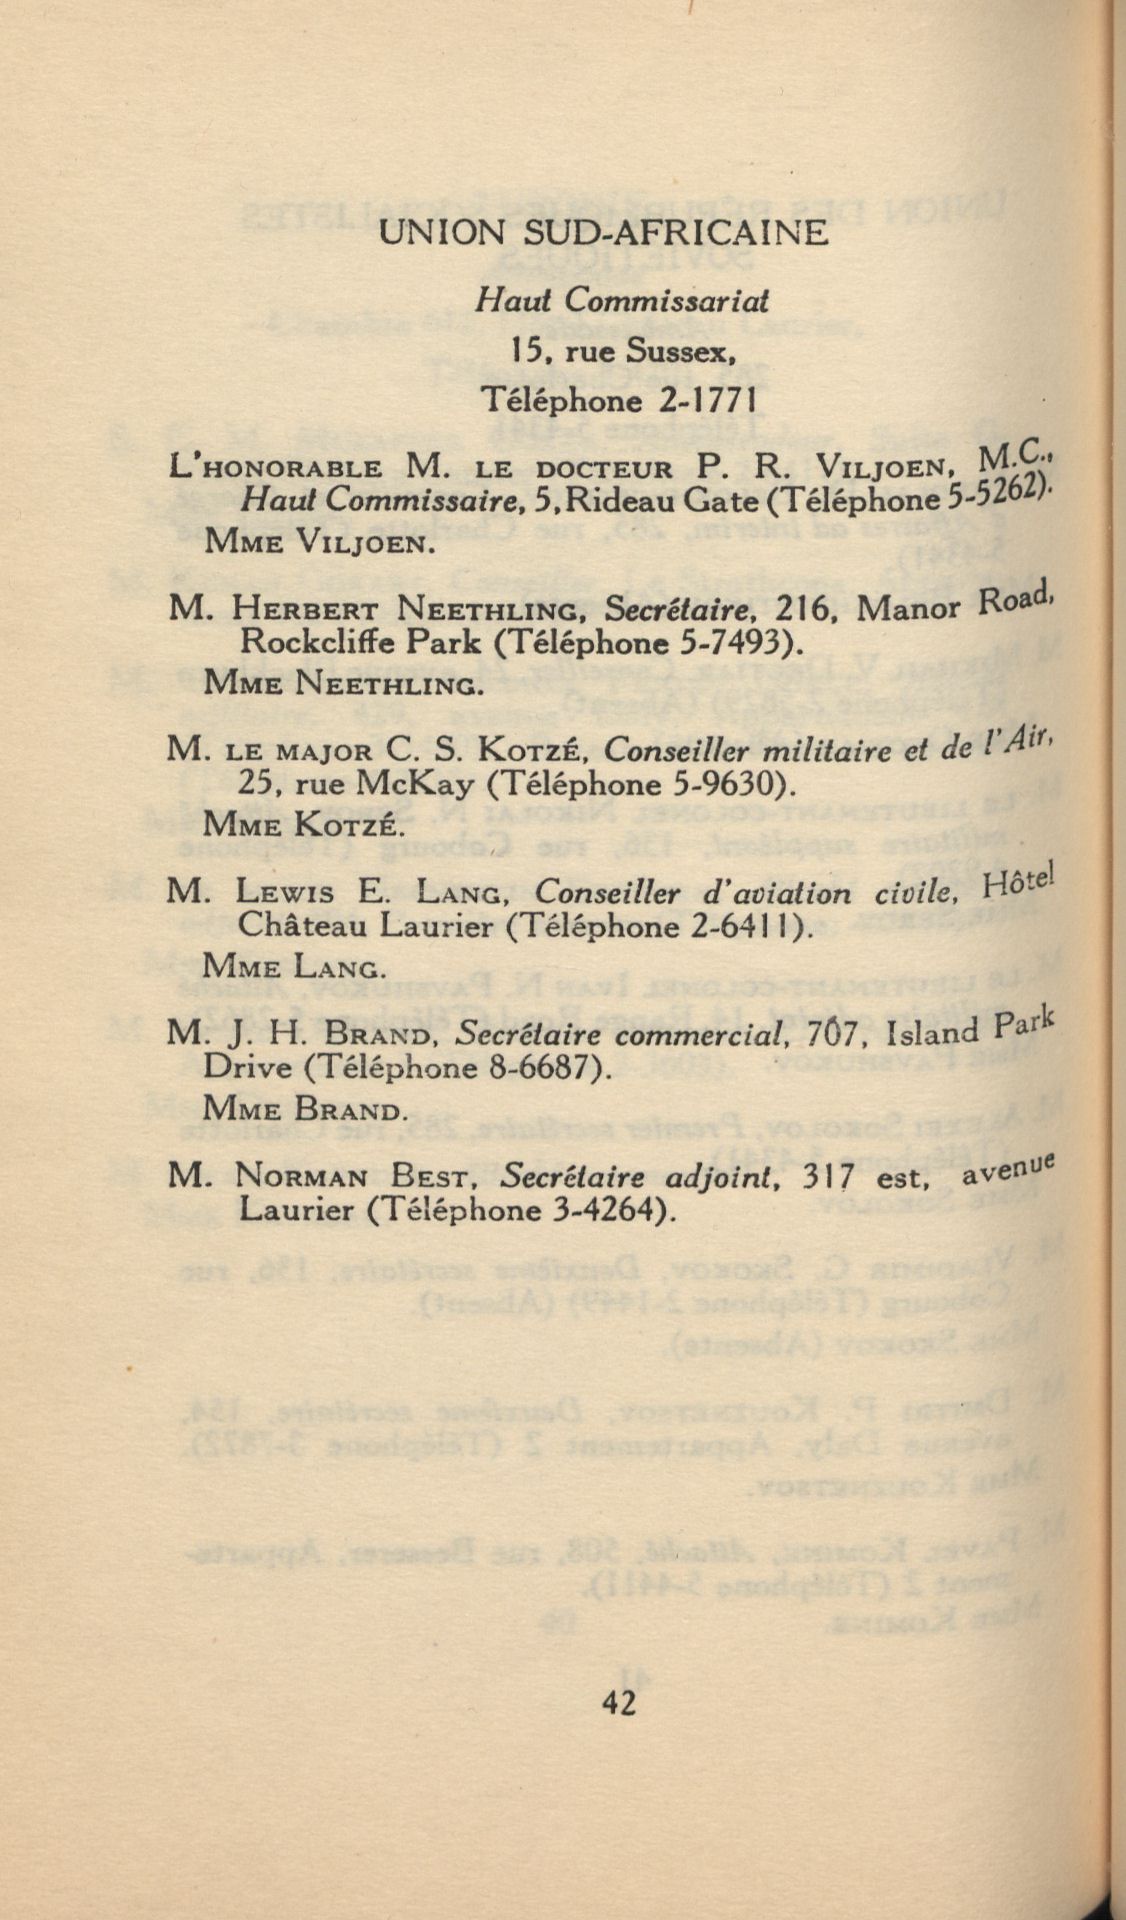 UNION SUD-AFRICAINE
Haut Commissariat
15, rue Sussex,
Téléphone 2-1771
L'HONORABLE M. LE DOCTEUR P. R. VILJOEN, M.C.,
Haut Commissaire, 5, Rideau Gate (Téléphone 5-5262).
MME VILJOEN.
M. HERBERT NEETHLING, Secrétaire, 216, Manor Road,
Rockcliffe Park (Téléphone 5-7493).
MME NEETHLING.
M. LE MAJOR C. S. KOTZÉ, Conseiller militaire et de l'Air,
25, rue McKay (Téléphone 5-9630).
MME KOTZÉ.
M. LEWIS E. LANG, Conseiller d'aviation civile, Hôtel
Château Laurier (Téléphone 2-6411).
MME LANG.
M. J. H. BRAND, Secrétaire commercial, 707, Island Park
Drive (Téléphone 8-6687).
MME BRAND.
M. NORMAN BEST, Secrétaire adjoint, 317 est, avenue
Laurier (Téléphone 3-4264).
42